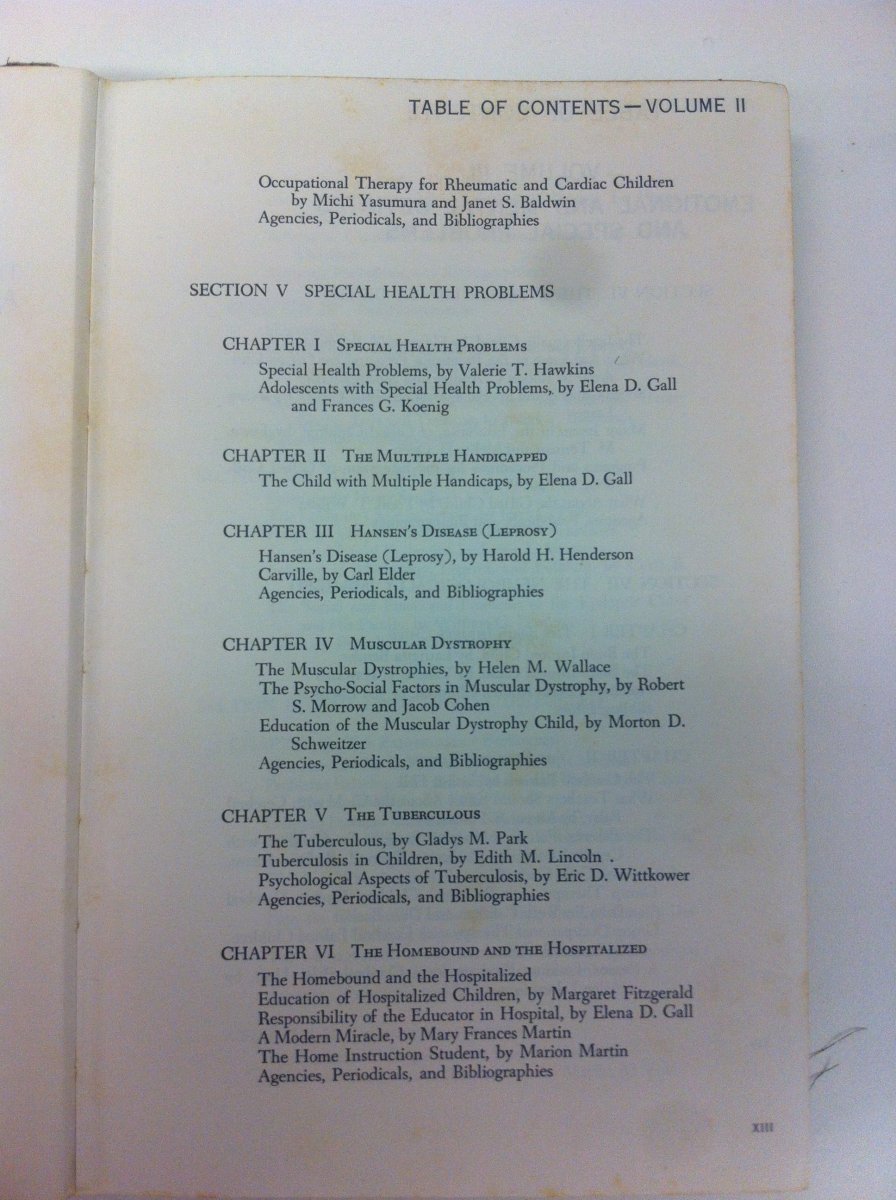 TABLE OF CONTENTS—VOLUME II
Occupational Therapy for Rheumatic and Cardiac Children
by Michi Yasumura and Janet S. Baldwin
Agencies, Periodicals, and Bibliographies
SECTION V SPECIAL HEALTH PROBLEMS
CHAPTER I SPECIAL HEALTH PROBLEMS
Special Health Problems, by Valerie T. Hawkins
Adolescents with Special Health Problems, by Elena D. Gall
and Frances G. Koenig
CHAPTER II THE MULTIPLE HANDICAPPED
The Child with Multiple Handicaps, by Elena D. Gall
CHAPTER III HANSEN'S DISEASE (LEPROSY)
Hansen's Disease (Leprosy), by Harold H. Henderson
Carville, by Carl Elder
Agencies, Periodicals, and Bibliographies
CHAPTER IV MUSCULAR DYSTROPHY
The Muscular Dystrophies, by Helen M. Wallace
The Psycho-Social Factors in Muscular Dystrophy, by Robert
S. Morrow and Jacob Cohen
Education of the Muscular Dystrophy Child, by Morton D.
Schweitzer
Agencies, Periodicals, and Bibliographies
CHAPTER V THE TUBERCULOUS
The Tuberculous, by Gladys M. Park
Tuberculosis in Children, by Edith M. Lincoln .
Psychological Aspects of Tuberculosis, by Eric D. Wittkower
Agencies, Periodicals, and Bibliographies
CHAPTER VI THE HOMEBOUND AND THE HOSPITALIZED
The Homebound and the Hospitalized
Education of Hospitalized Children, by Margaret Fitzgerald
Responsibility of the Educator in Hospital, by Elena D. Gall
A Modern Miracle, by Mary Frances Martin
The Home Instruction Student, by Marion Martin
Agencies, Periodicals, and Bibliographies
XIII